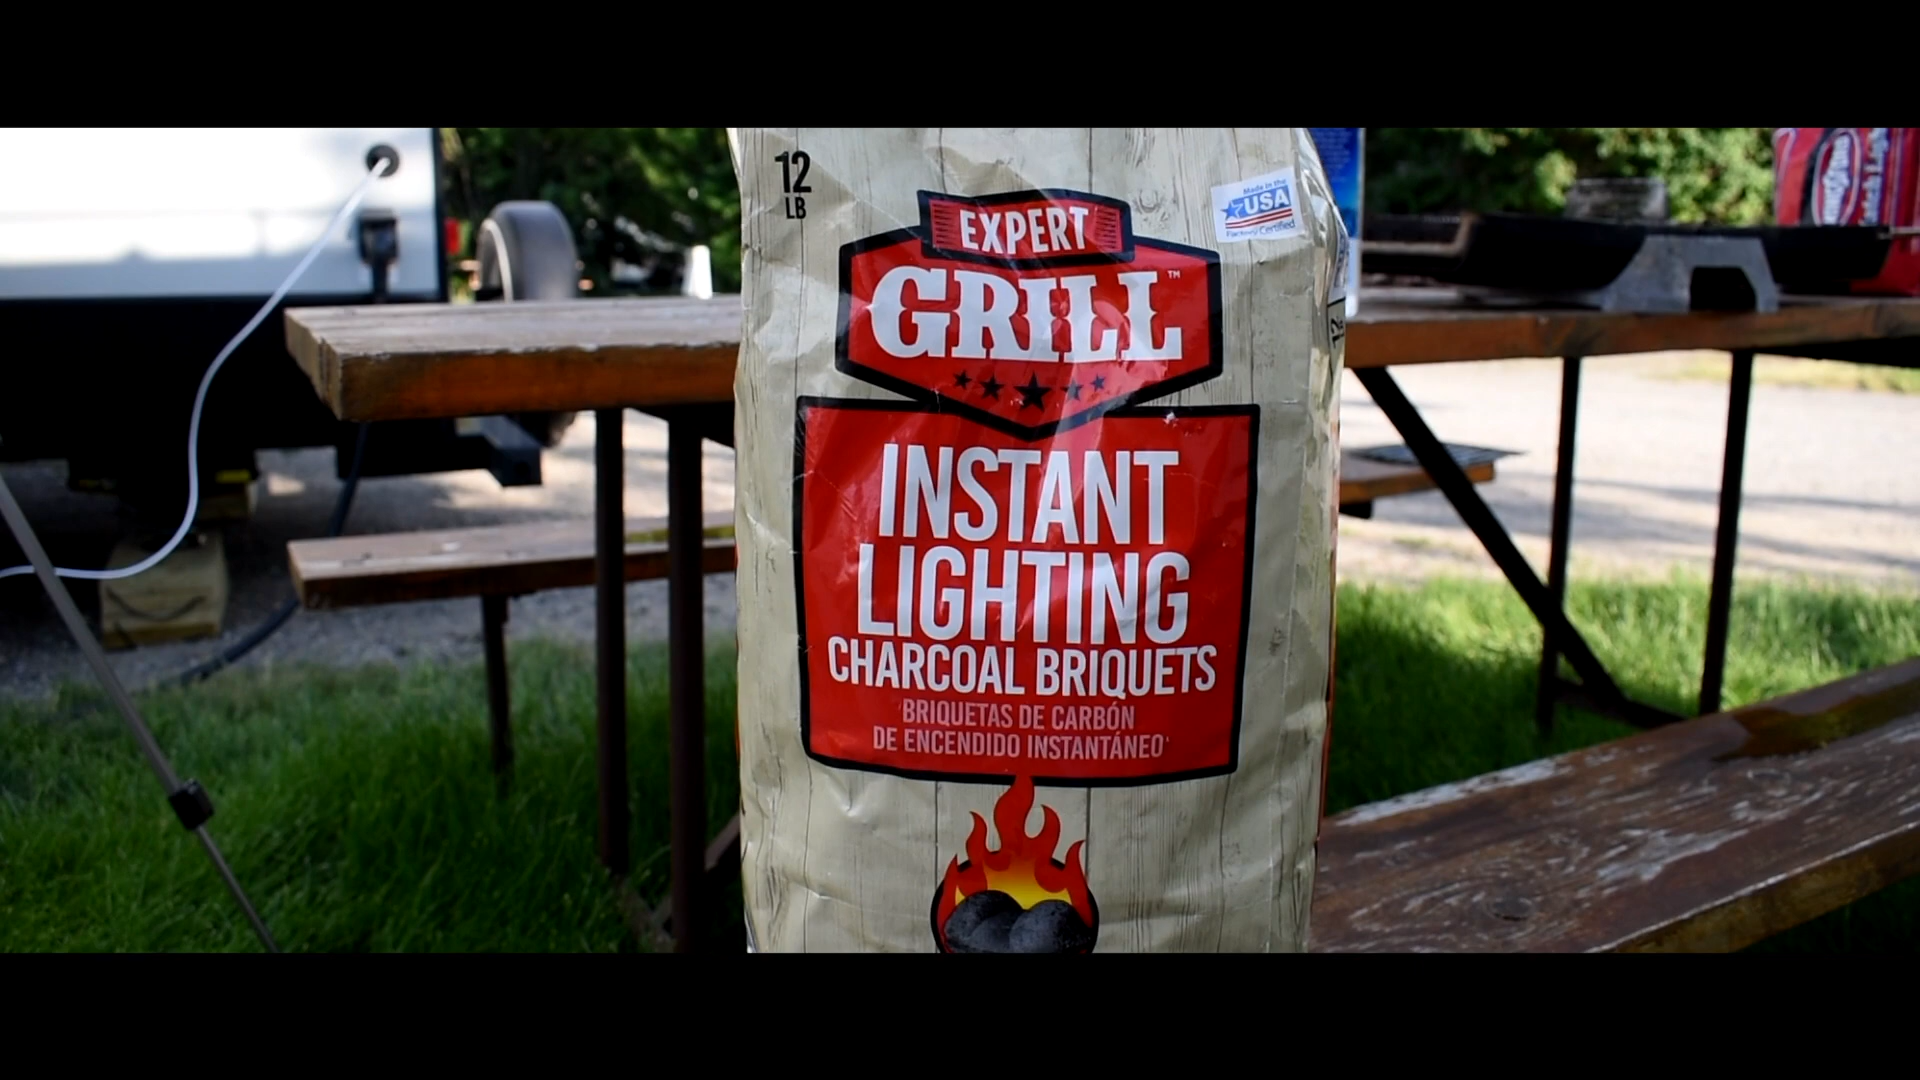 12
LB
EXPERT
GRILL™
Made in the
USA
Factory Certified
INSTANT
LIGHTING
CHARCOAL BRIQUETS
BRIQUETAS DE CARBÓN
DE ENCENDIDO INSTANTÁNEO